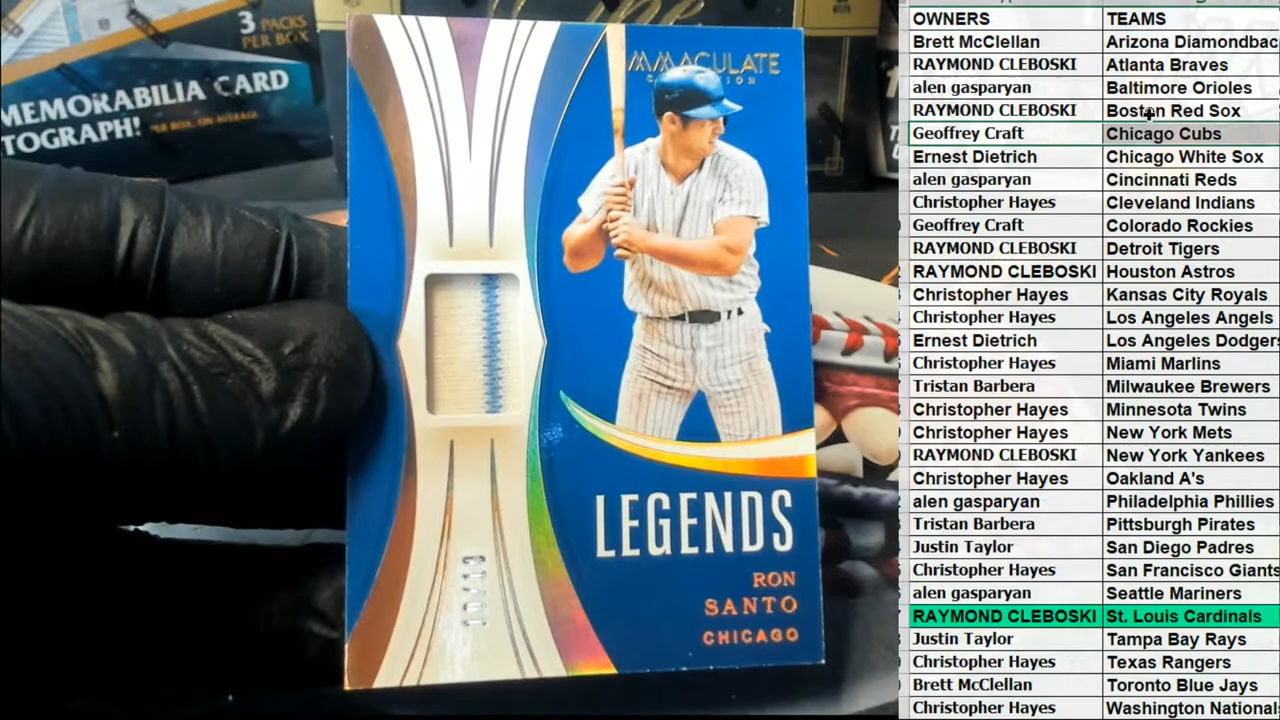 3 PACKS
PER BOX
MEMORABILIA CARD
TOGRAPH! *PER BOX, ON AVERAGE
IMMACULATE
COLLECTION
LEGENDS
RON
SANTO
CHICAGO
OWNERS TEAMS
Brett McClellan Arizona Diamondbac
RAYMOND CLEBOSKI Atlanta Braves
alen gasparyan Baltimore Orioles
RAYMOND CLEBOSKI Boston Red Sox
Geoffrey Craft Chicago Cubs
Ernest Dietrich Chicago White Sox
alen gasparyan Cincinnati Reds
Christopher Hayes Cleveland Indians
Geoffrey Craft Colorado Rockies
RAYMOND CLEBOSKI Detroit Tigers
RAYMOND CLEBOSKI Houston Astros
Christopher Hayes Kansas City Royals
Christopher Hayes Los Angeles Angels
Ernest Dietrich Los Angeles Dodgers
Christopher Hayes Miami Marlins
Tristan Barbera Milwaukee Brewers
Christopher Hayes Minnesota Twins
Christopher Hayes New York Mets
RAYMOND CLEBOSKI New York Yankees
Christopher Hayes Oakland A's
alen gasparyan Philadelphia Phillies
Tristan Barbera Pittsburgh Pirates
Justin Taylor San Diego Padres
Christopher Hayes San Francisco Giants
alen gasparyan Seattle Mariners
RAYMOND CLEBOSKI St. Louis Cardinals
Justin Taylor Tampa Bay Rays
Christopher Hayes Texas Rangers
Brett McClellan Toronto Blue Jays
Christopher Hayes Washington National